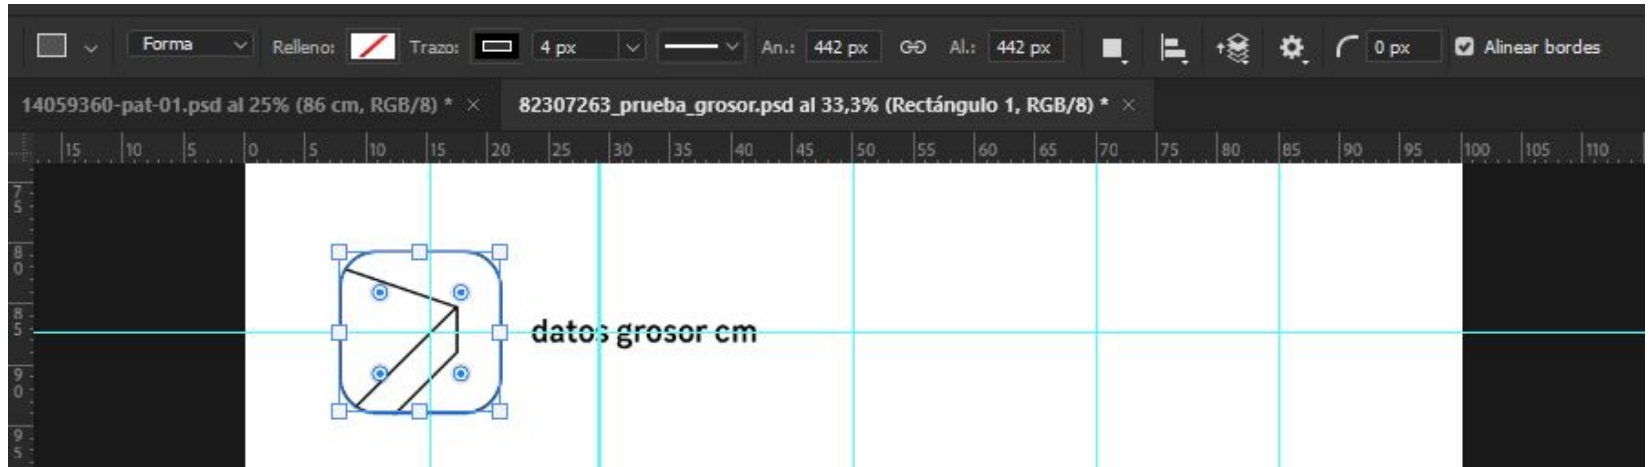 Forma Relleno: Trazo: 4 px An.: 442 px Al.: 442 px 0 px Alinear bordes
14059360-pat-01.psd al 25% (86 cm, RGB/8) * × 82307263_prueba_grosor.psd al 33,3% (Rectángulo 1, RGB/8) * ×
15 10 5 0 5 10 15 20 25 30 35 40 45 50 55 60 65 70 75 80 85 90 95 100 105 110
75
80
85
datos grosor cm
90
95